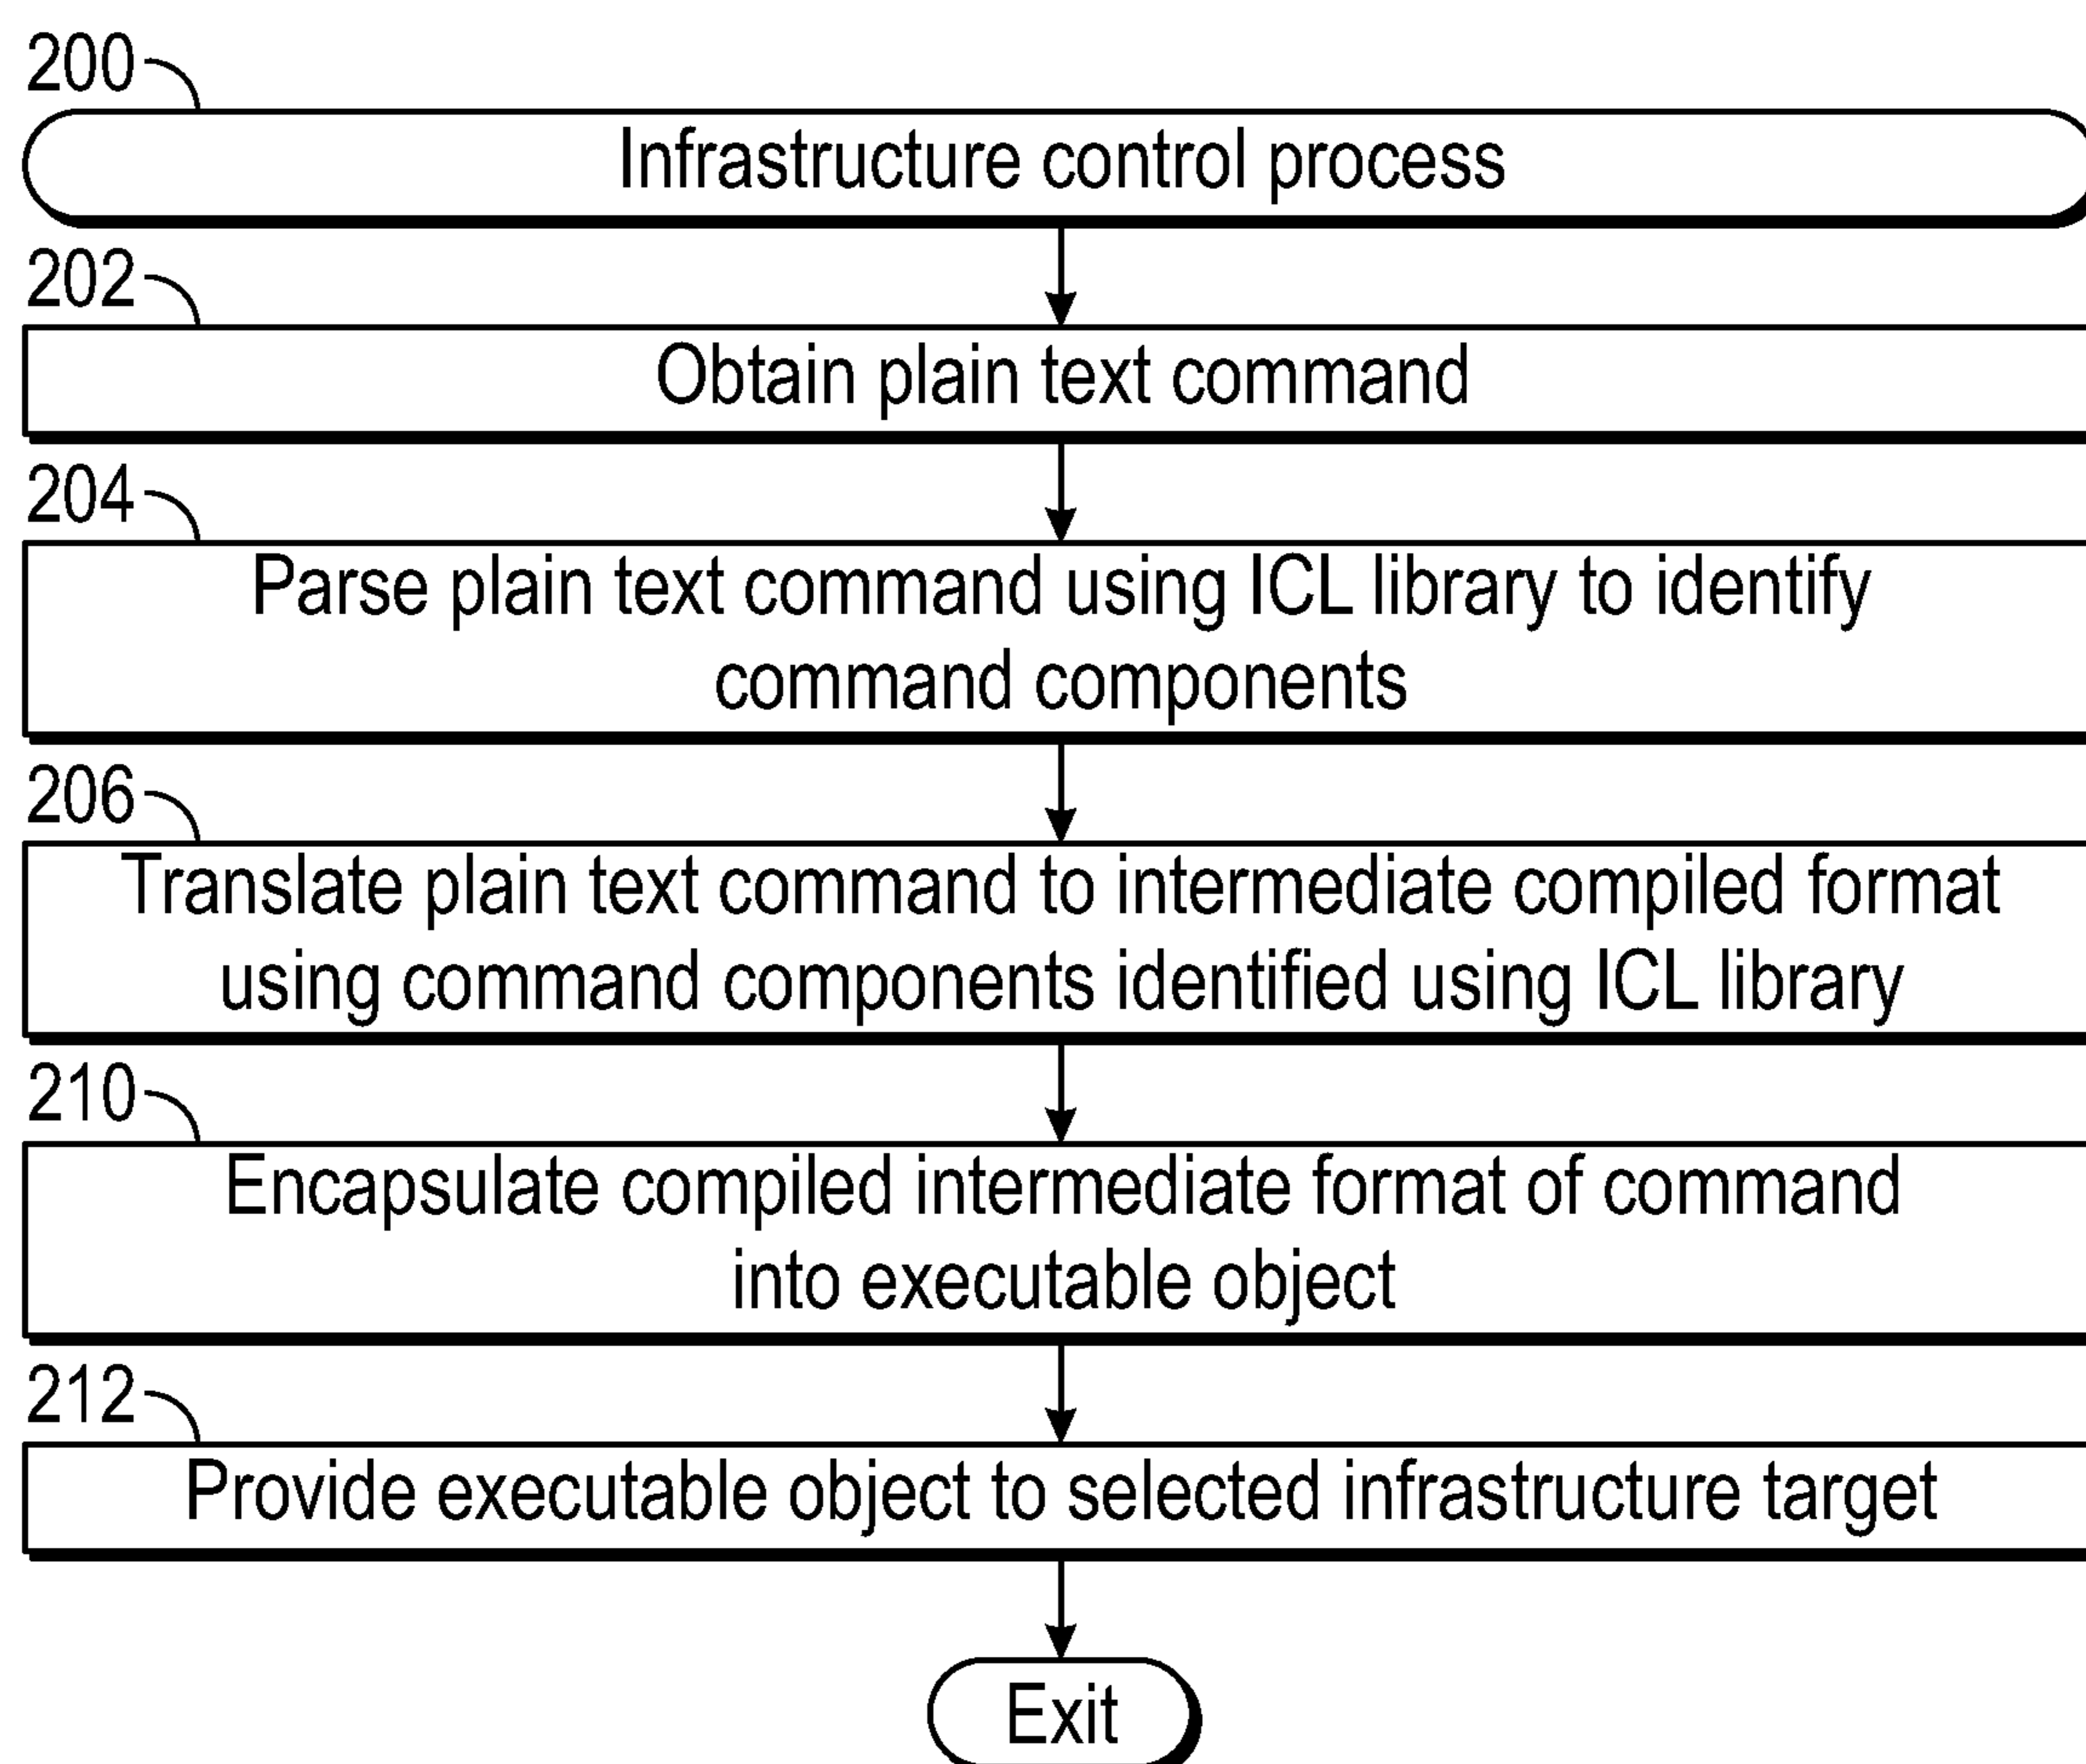 200
Infrastructure control process
202
Obtain plain text command
204
Parse plain text command using ICL library to identify
command components
206
Translate plain text command to intermediate compiled format
using command components identified using ICL library
210
Encapsulate compiled intermediate format of command
into executable object
212
Provide executable object to selected infrastructure target
Exit